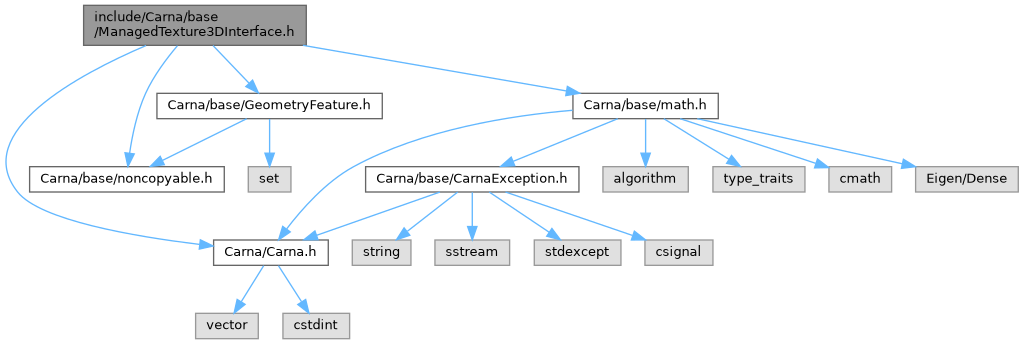 include/Carna/base
/ManagedTexture3DInterface.h
Carna/base/GeometryFeature.h
Carna/base/math.h
Carna/base/noncopyable.h
set
Carna/base/CarnaException.h
algorithm
type_traits
cmath
Eigen/Dense
Carna/Carna.h
string
sstream
stdexcept
csignal
vector
cstdint